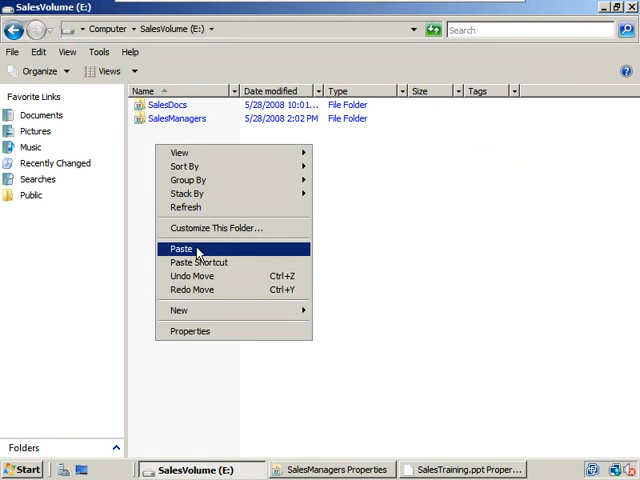 SalesVolume (E:)
Computer SalesVolume (E:) Search
File Edit View Tools Help
Organize Views
Favorite Links
Documents
Pictures
Music
Recently Changed
Searches
Public
Folders
Name Date modified Type Size Tags
SalesDocs 5/28/2008 10:01... File Folder
SalesManagers 5/28/2008 2:02 PM File Folder
View
Sort By
Group By
Stack By
Refresh
Customize This Folder...
Paste
Paste Shortcut
Undo Move Ctrl+Z
Redo Move Ctrl+Y
New
Properties
Start SalesVolume (E:) SalesManagers Properties SalesTraining.ppt Proper...